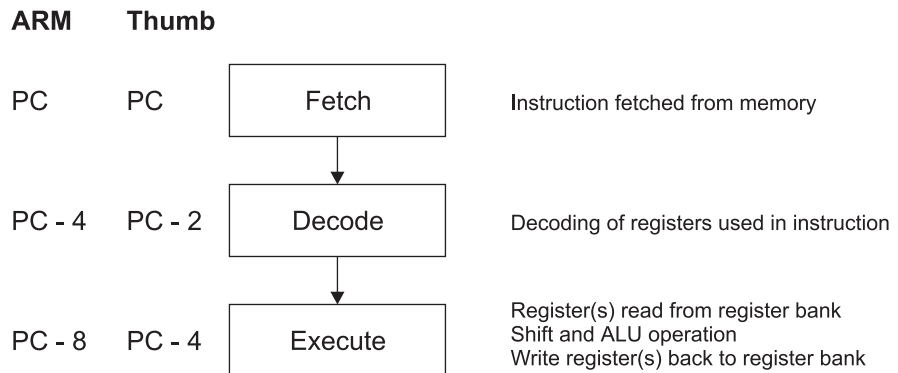 ARM Thumb
PC PC Fetch Instruction fetched from memory
PC - 4 PC - 2 Decode Decoding of registers used in instruction
PC - 8 PC - 4 Execute Register(s) read from register bank
Shift and ALU operation
Write register(s) back to register bank